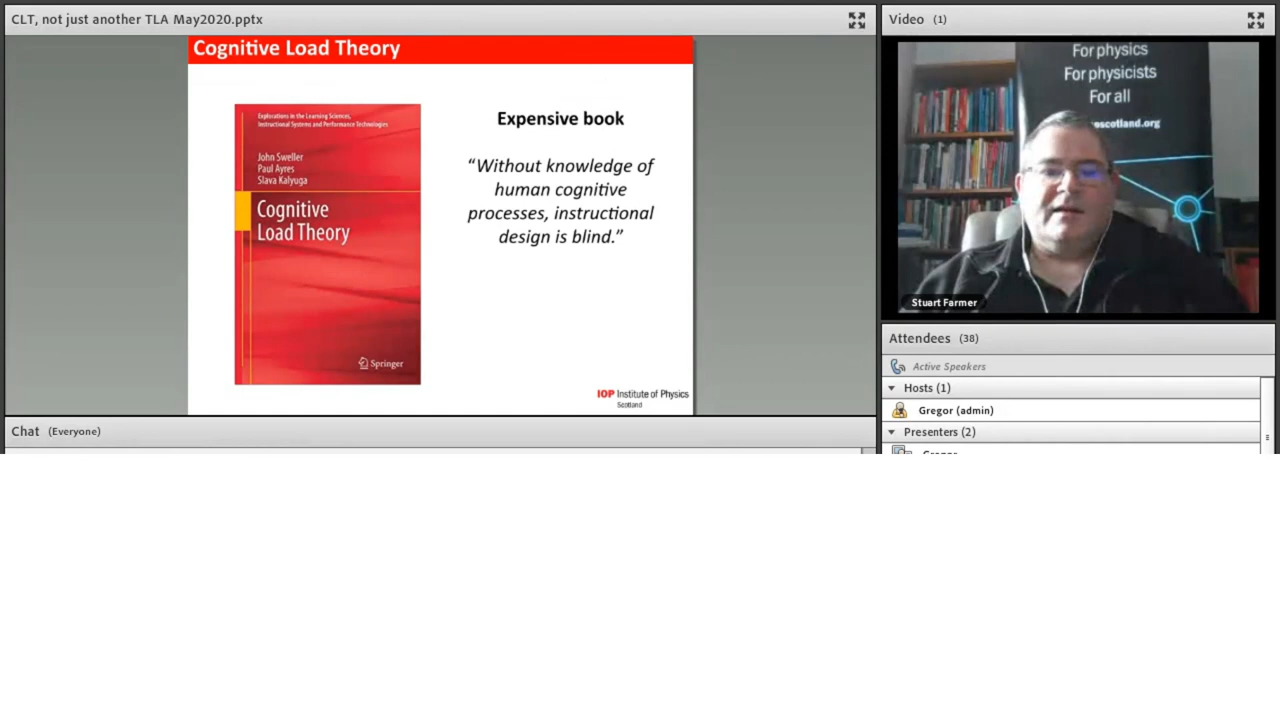 CLT, not just another TLA May2020.pptx
Cognitive Load Theory
Explorations in the Learning Sciences,
Instructional Systems and Performance Technologies
John Sweller
Paul Ayres
Slava Kalyuga
Cognitive
Load Theory
Springer
Expensive book
“Without knowledge of
human cognitive
processes, instructional
design is blind.”
IOP Institute of Physics
Scotland
Chat (Everyone)
Video (1)
For physics
For physicists
For all
escotland.org
Stuart Farmer
Attendees (38)
Active Speakers
Hosts (1)
Gregor (admin)
Presenters (2)
Gregor